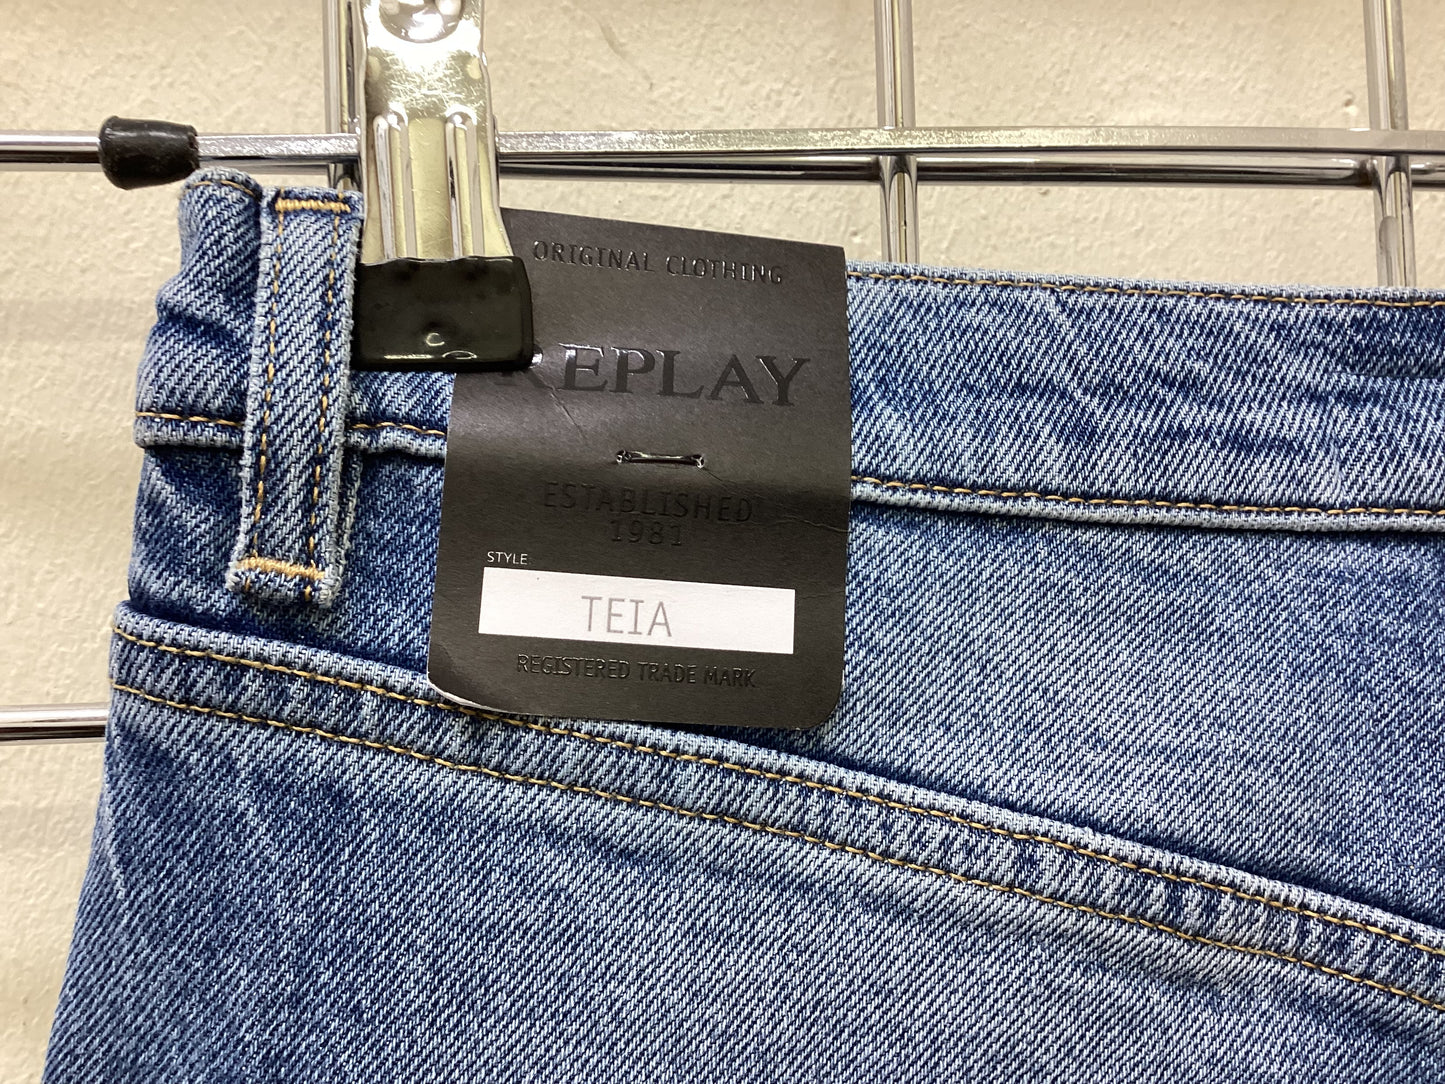 ORIGINAL CLOTHING
REPLAY
ESTABLISHED
1981
STYLE
TEIA
REGISTERED TRADE MARK